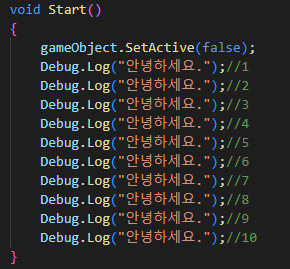 void Start()
{
gameObject.SetActive(false);
Debug.Log("안녕하세요.");//1
Debug.Log("안녕하세요.");//2
Debug.Log("안녕하세요.");//3
Debug.Log("안녕하세요.");//4
Debug.Log("안녕하세요.");//5
Debug.Log("안녕하세요.");//6
Debug.Log("안녕하세요.");//7
Debug.Log("안녕하세요.");//8
Debug.Log("안녕하세요.");//9
Debug.Log("안녕하세요.");//10
}